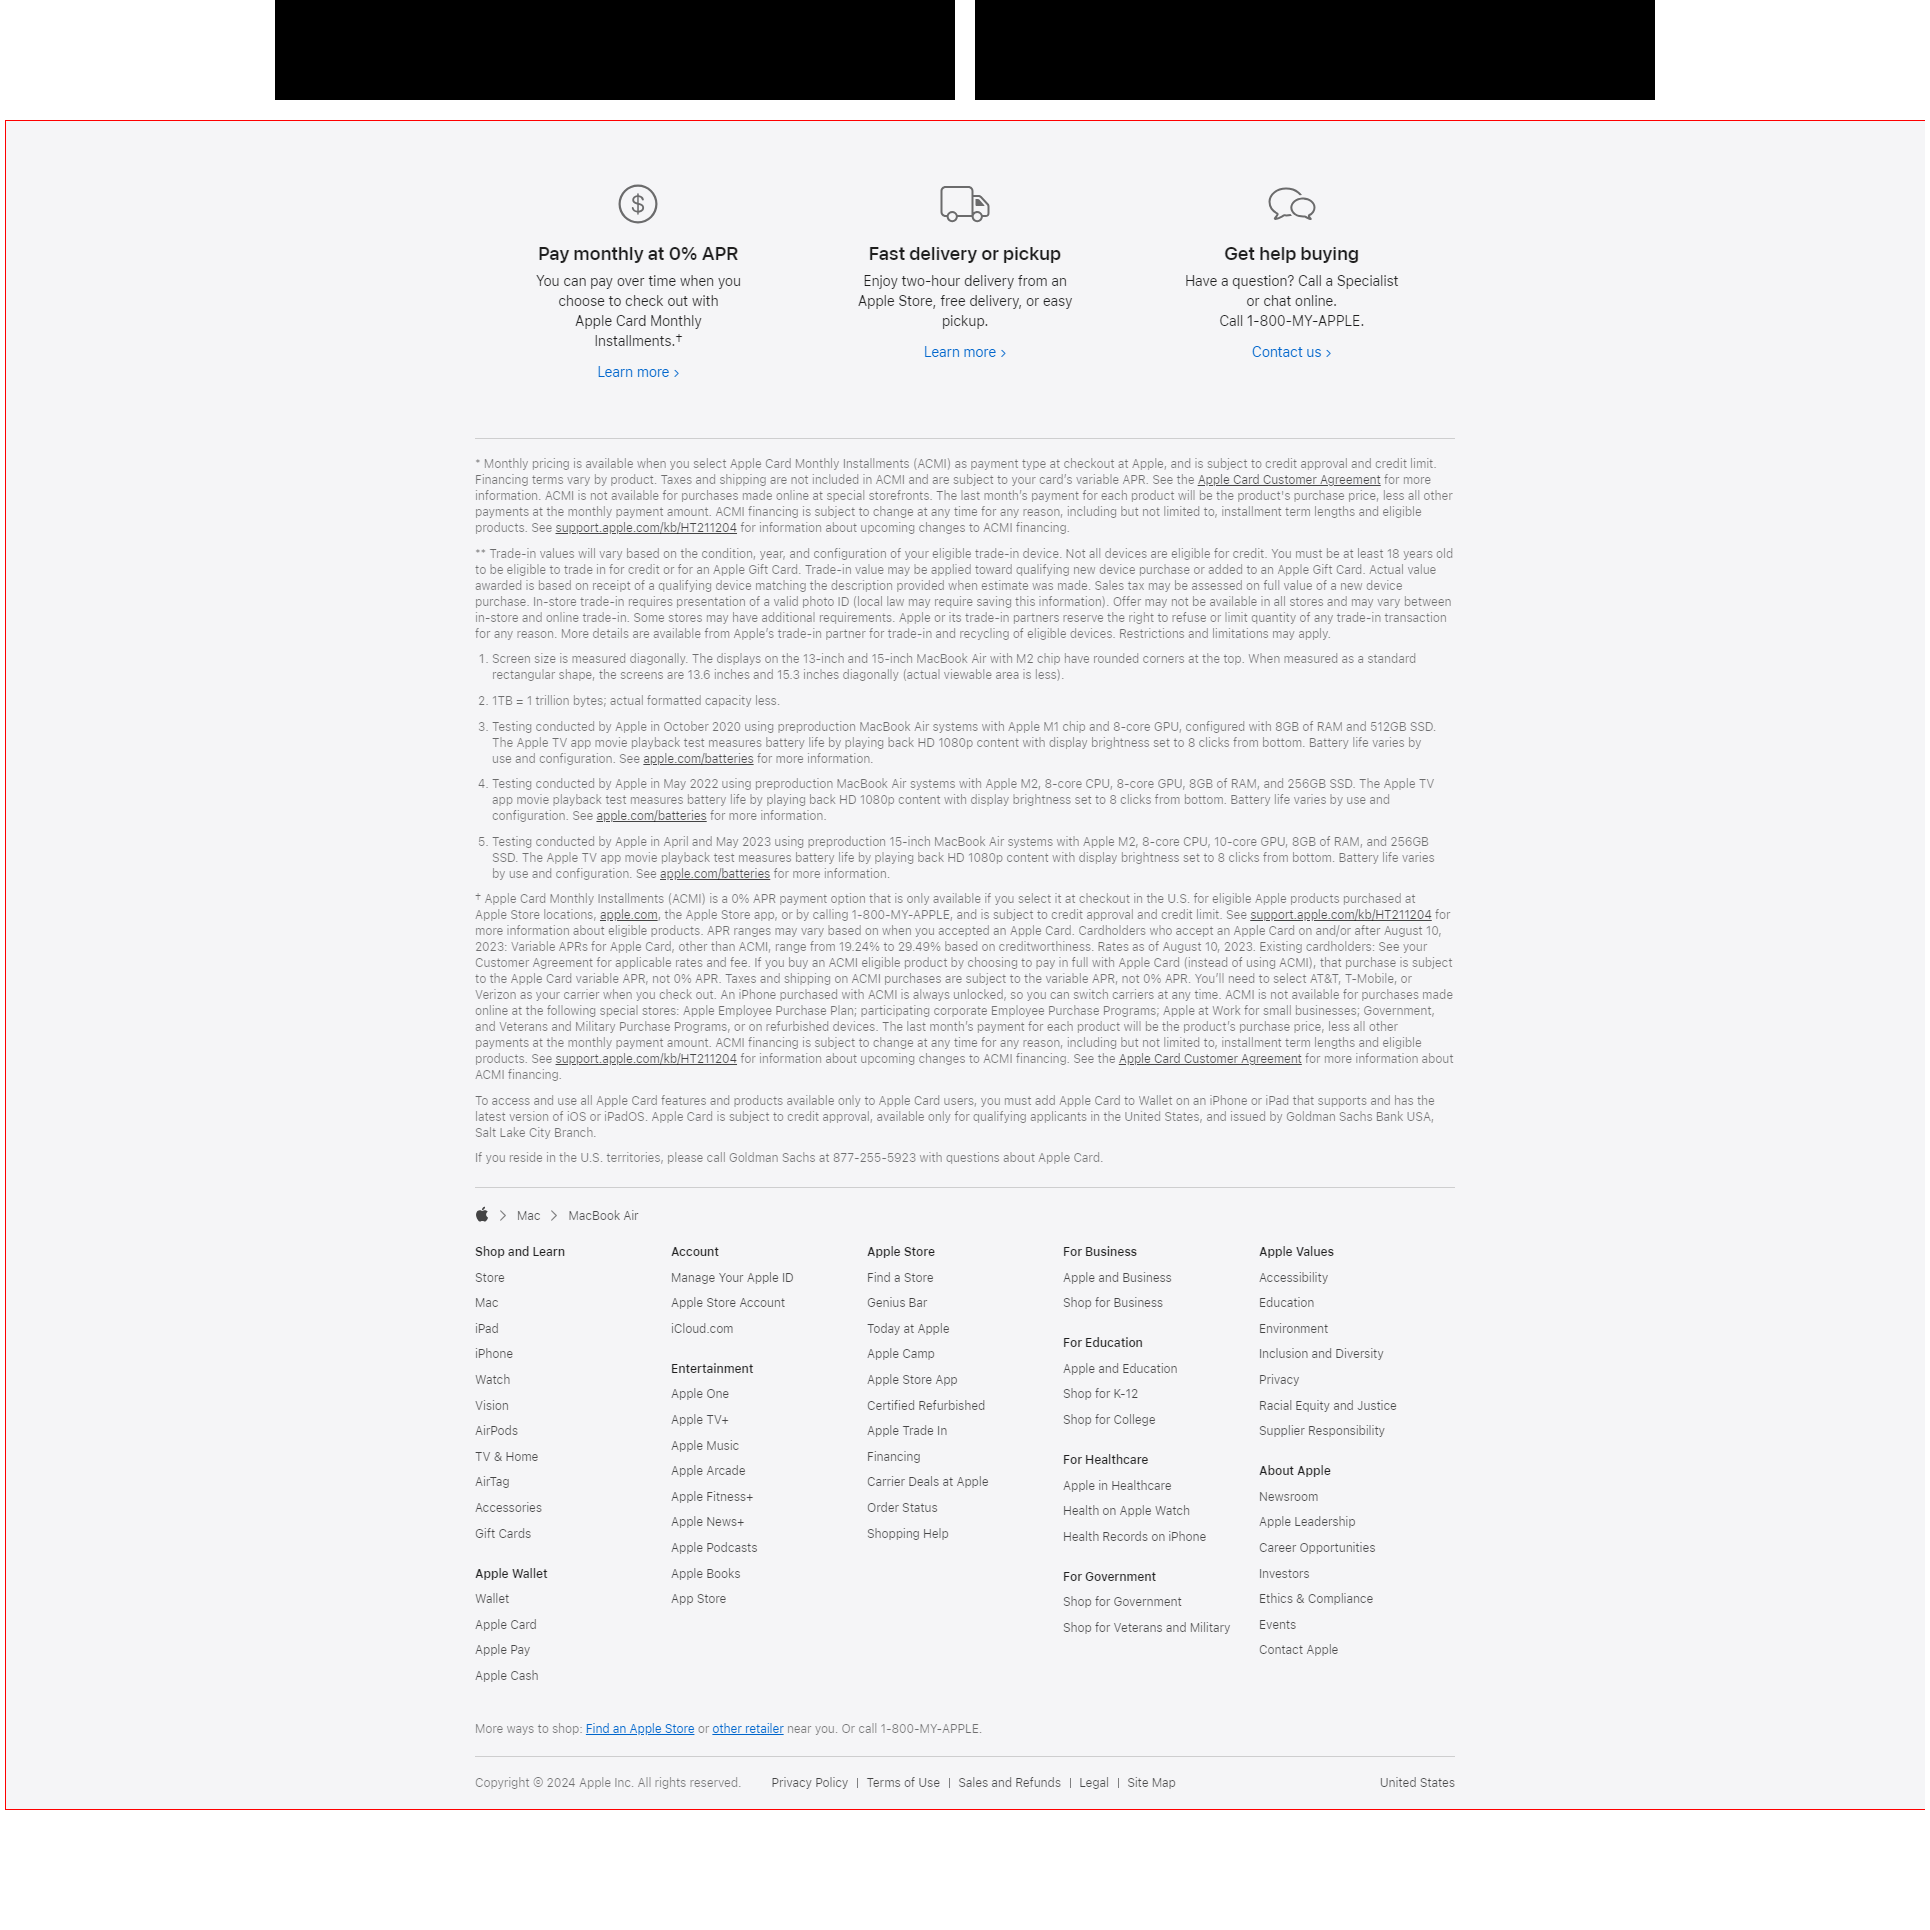 Pay monthly at 0% APR
You can pay over time when you
choose to check out with
Apple Card Monthly
Installments.†
Learn more >
Fast delivery or pickup
Enjoy two-hour delivery from an
Apple Store, free delivery, or easy
pickup.
Learn more >
Get help buying
Have a question? Call a Specialist
or chat online.
Call 1-800-MY-APPLE.
Contact us >
* Monthly pricing is available when you select Apple Card Monthly Installments (ACMI) as payment type at checkout at Apple, and is subject to credit approval and credit limit.
Financing terms vary by product. Taxes and shipping are not included in ACMI and are subject to your card's variable APR. See the Apple Card Customer Agreement for more
information. ACMI is not available for purchases made online at special storefronts. The last month's payment for each product will be the product's purchase price, less all other
payments at the monthly payment amount. ACMI financing is subject to change at any time for any reason, including but not limited to, installment term lengths and eligible
products. See support.apple.com/kb/HT211204 for information about upcoming changes to ACMI financing.
** Trade-in values will vary based on the condition, year, and configuration of your eligible trade-in device. Not all devices are eligible for credit. You must be at least 18 years old
to be eligible to trade in for credit or for an Apple Gift Card. Trade-in value may be applied toward qualifying new device purchase or added to an Apple Gift Card. Actual value
awarded is based on receipt of a qualifying device matching the description provided when estimate was made. Sales tax may be assessed on full value of a new device
purchase. In-store trade-in requires presentation of a valid photo ID (local law may require saving this information). Offer may not be available in all stores and may vary between
in-store and online trade-in. Some stores may have additional requirements. Apple or its trade-in partners reserve the right to refuse or limit quantity of any trade-in transaction
for any reason. More details are available from Apple's trade-in partner for trade-in and recycling of eligible devices. Restrictions and limitations may apply.
1. Screen size is measured diagonally. The displays on the 13-inch and 15-inch MacBook Air with M2 chip have rounded corners at the top. When measured as a standard
rectangular shape, the screens are 13.6 inches and 15.3 inches diagonally (actual viewable area is less).
2. 1TB = 1 trillion bytes; actual formatted capacity less.
3. Testing conducted by Apple in October 2020 using preproduction MacBook Air systems with Apple M1 chip and 8-core GPU, configured with 8GB of RAM and 512GB SSD.
The Apple TV app movie playback test measures battery life by playing back HD 1080p content with display brightness set to 8 clicks from bottom. Battery life varies by
use and configuration. See apple.com/batteries for more information.
4. Testing conducted by Apple in May 2022 using preproduction MacBook Air systems with Apple M2, 8-core CPU, 8-core GPU, 8GB of RAM, and 256GB SSD. The Apple TV
app movie playback test measures battery life by playing back HD 1080p content with display brightness set to 8 clicks from bottom. Battery life varies by use and
configuration. See apple.com/batteries for more information.
5. Testing conducted by Apple in April and May 2023 using preproduction 15-inch MacBook Air systems with Apple M2, 8-core CPU, 10-core GPU, 8GB of RAM, and 256GB
SSD. The Apple TV app movie playback test measures battery life by playing back HD 1080p content with display brightness set to 8 clicks from bottom. Battery life varies
by use and configuration. See apple.com/batteries for more information.
† Apple Card Monthly Installments (ACMI) is a 0% APR payment option that is only available if you select it at checkout in the U.S. for eligible Apple products purchased at
Apple Store locations, apple.com, the Apple Store app, or by calling 1-800-MY-APPLE, and is subject to credit approval and credit limit. See support.apple.com/kb/HT211204 for
more information about eligible products. APR ranges may vary based on when you accepted an Apple Card. Cardholders who accept an Apple Card on and/or after August 10,
2023: Variable APRs for Apple Card, other than ACMI, range from 19.24% to 29.49% based on creditworthiness. Rates as of August 10, 2023. Existing cardholders: See your
Customer Agreement for applicable rates and fee. If you buy an ACMI eligible product by choosing to pay in full with Apple Card (instead of using ACMI), that purchase is subject
to the Apple Card variable APR, not 0% APR. Taxes and shipping on ACMI purchases are subject to the variable APR, not 0% APR. You'll need to select AT&T, T-Mobile, or
Verizon as your carrier when you check out. An iPhone purchased with ACMI is always unlocked, so you can switch carriers at any time. ACMI is not available for purchases made
online at the following special stores: Apple Employee Purchase Plan; participating corporate Employee Purchase Programs; Apple at Work for small businesses; Government,
and Veterans and Military Purchase Programs, or on refurbished devices. The last month's payment for each product will be the product's purchase price, less all other
payments at the monthly payment amount. ACMI financing is subject to change at any time for any reason, including but not limited to, installment term lengths and eligible
products. See support.apple.com/kb/HT211204 for information about upcoming changes to ACMI financing. See the Apple Card Customer Agreement for more information about
ACMI financing.
To access and use all Apple Card features and products available only to Apple Card users, you must add Apple Card to Wallet on an iPhone or iPad that supports and has the
latest version of iOS or iPadOS. Apple Card is subject to credit approval, available only for qualifying applicants in the United States, and issued by Goldman Sachs Bank USA,
Salt Lake City Branch.
If you reside in the U.S. territories, please call Goldman Sachs at 877-255-5923 with questions about Apple Card.
Mac > MacBook Air
Shop and Learn
Store
Mac
iPad
iPhone
Watch
Vision
AirPods
TV & Home
AirTag
Accessories
Gift Cards
Apple Wallet
Wallet
Apple Card
Apple Pay
Apple Cash
Account
Manage Your Apple ID
Apple Store Account
iCloud.com
Entertainment
Apple One
Apple TV+
Apple Music
Apple Arcade
Apple Fitness+
Apple News+
Apple Podcasts
Apple Books
App Store
Apple Store
Find a Store
Genius Bar
Today at Apple
Apple Camp
Apple Store App
Certified Refurbished
Apple Trade In
Financing
Carrier Deals at Apple
Order Status
Shopping Help
For Business
Apple and Business
Shop for Business
For Education
Apple and Education
Shop for K-12
Shop for College
For Healthcare
Apple in Healthcare
Health on Apple Watch
Health Records on iPhone
For Government
Shop for Government
Shop for Veterans and Military
Apple Values
Accessibility
Education
Environment
Inclusion and Diversity
Privacy
Racial Equity and Justice
Supplier Responsibility
About Apple
Newsroom
Apple Leadership
Career Opportunities
Investors
Ethics & Compliance
Events
Contact Apple
More ways to shop: Find an Apple Store or other retailer near you. Or call 1-800-MY-APPLE.
Copyright © 2024 Apple Inc. All rights reserved. Privacy Policy | Terms of Use | Sales and Refunds | Legal | Site Map United States